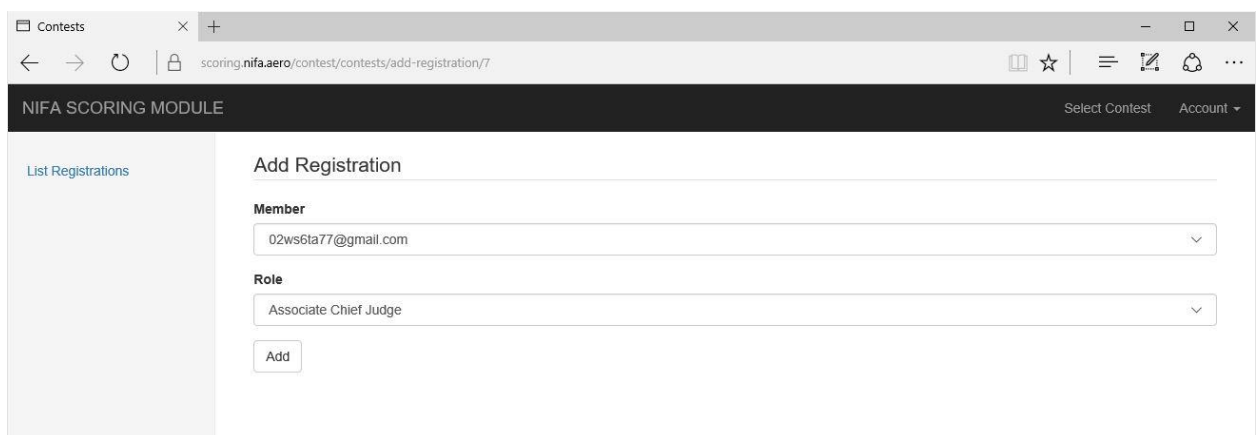 Contests
scoring.nifa.aero/contest/contests/add-registration/7
NIFA SCORING MODULE
Select Contest
Account
List Registrations
Add Registration
Member
02ws6ta77@gmail.com
Role
Associate Chief Judge
Add